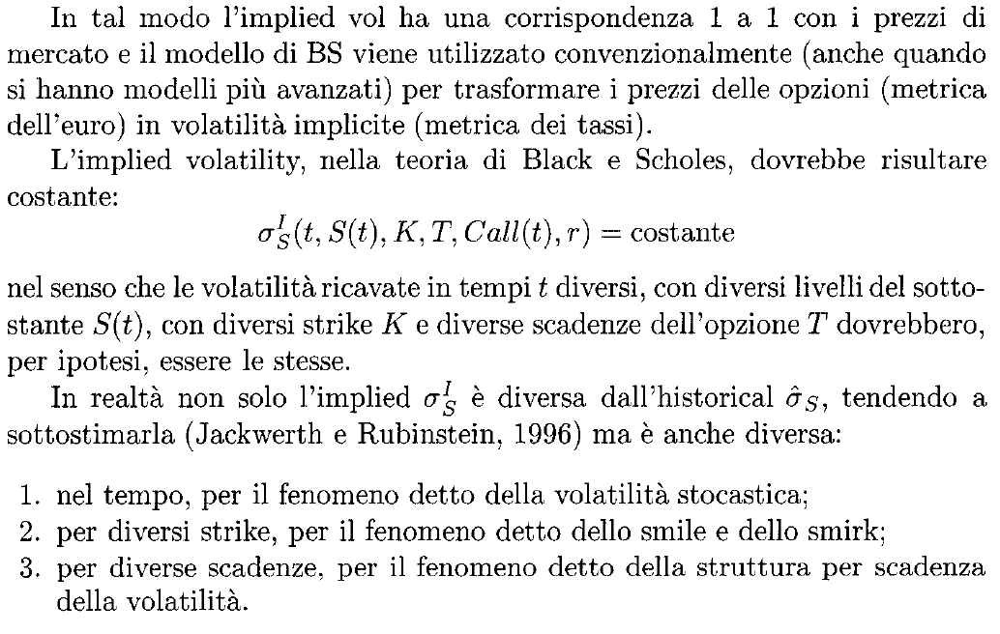 In tal modo l'implied vol ha una corrispondenza 1 a 1 con i prezzi di
mercato e il modello di BS viene utilizzato convenzionalmente (anche quando
si hanno modelli più avanzati) per trasformare i prezzi delle opzioni (metrica
dell'euro) in volatilità implicite (metrica dei tassi).
L'implied volatility, nella teoria di Black e Scholes, dovrebbe risultare
costante:
σ_S^I(t, S(t), K, T, Call(t), r) = costante
nel senso che le volatilità ricavate in tempi t diversi, con diversi livelli del sotto-
stante S(t), con diversi strike K e diverse scadenze dell'opzione T dovrebbero,
per ipotesi, essere le stesse.
In realtà non solo l'implied σ_S^I è diversa dall'historical σ̂_S, tendendo a
sottostimarla (Jackwerth e Rubinstein, 1996) ma è anche diversa:
1. nel tempo, per il fenomeno detto della volatilità stocastica;
2. per diversi strike, per il fenomeno detto dello smile e dello smirk;
3. per diverse scadenze, per il fenomeno detto della struttura per scadenza
della volatilità.